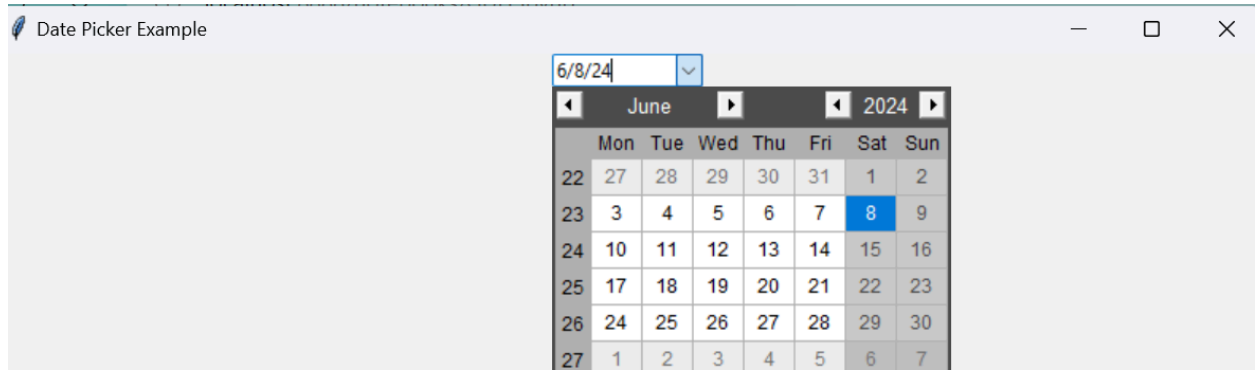 Date Picker Example
6/8/24
June 2024
Mon Tue Wed Thu Fri Sat Sun
22 27 28 29 30 31 1 2
23 3 4 5 6 7 8 9
24 10 11 12 13 14 15 16
25 17 18 19 20 21 22 23
26 24 25 26 27 28 29 30
27 1 2 3 4 5 6 7